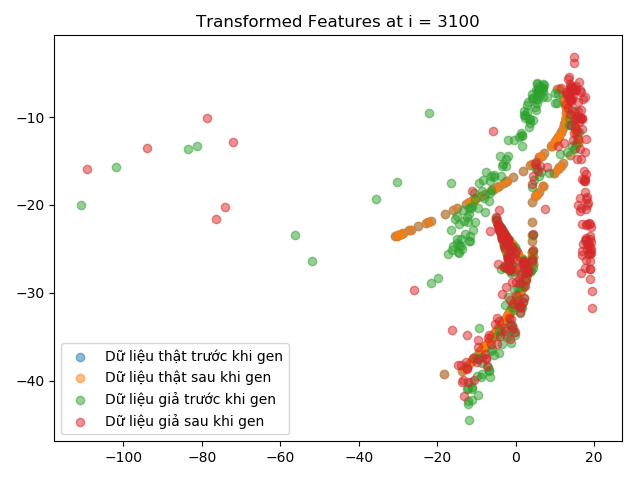 Transformed Features at i = 3100
−10
−20
−30
−40
Dữ liệu thật trước khi gen
Dữ liệu thật sau khi gen
Dữ liệu giả trước khi gen
Dữ liệu giả sau khi gen
−100 −80 −60 −40 −20 0 20